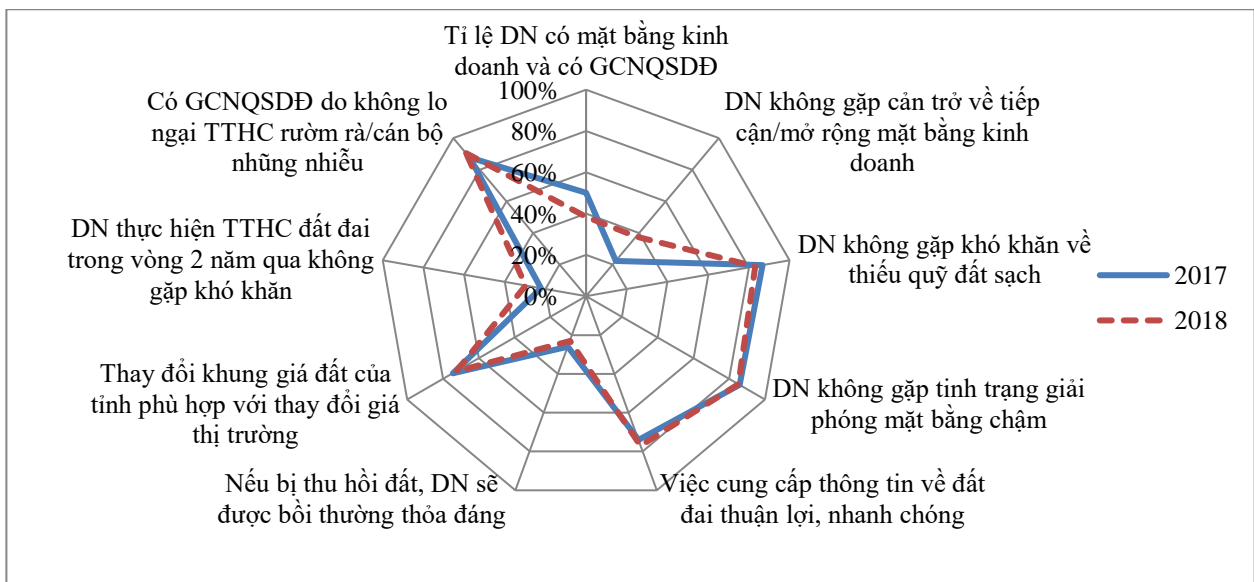 Tỉ lệ DN có mặt bằng kinh
doanh và có GCNQSDĐ
100%
80%
60%
40%
20%
0%
DN không gặp cản trở về tiếp
cận/mở rộng mặt bằng kinh
doanh
DN không gặp khó khăn về
thiếu quỹ đất sạch
DN không gặp tinh trạng giải
phóng mặt bằng chậm
Việc cung cấp thông tin về đất
đai thuận lợi, nhanh chóng
Nếu bị thu hồi đất, DN sẽ
được bồi thường thỏa đáng
Thay đổi khung giá đất của
tỉnh phù hợp với thay đổi giá
thị trường
DN thực hiện TTHC đất đai
trong vòng 2 năm qua không
gặp khó khăn
Có GCNQSDĐ do không lo
ngại TTHC rườm rà/cán bộ
nhũng nhiễu
2017
2018